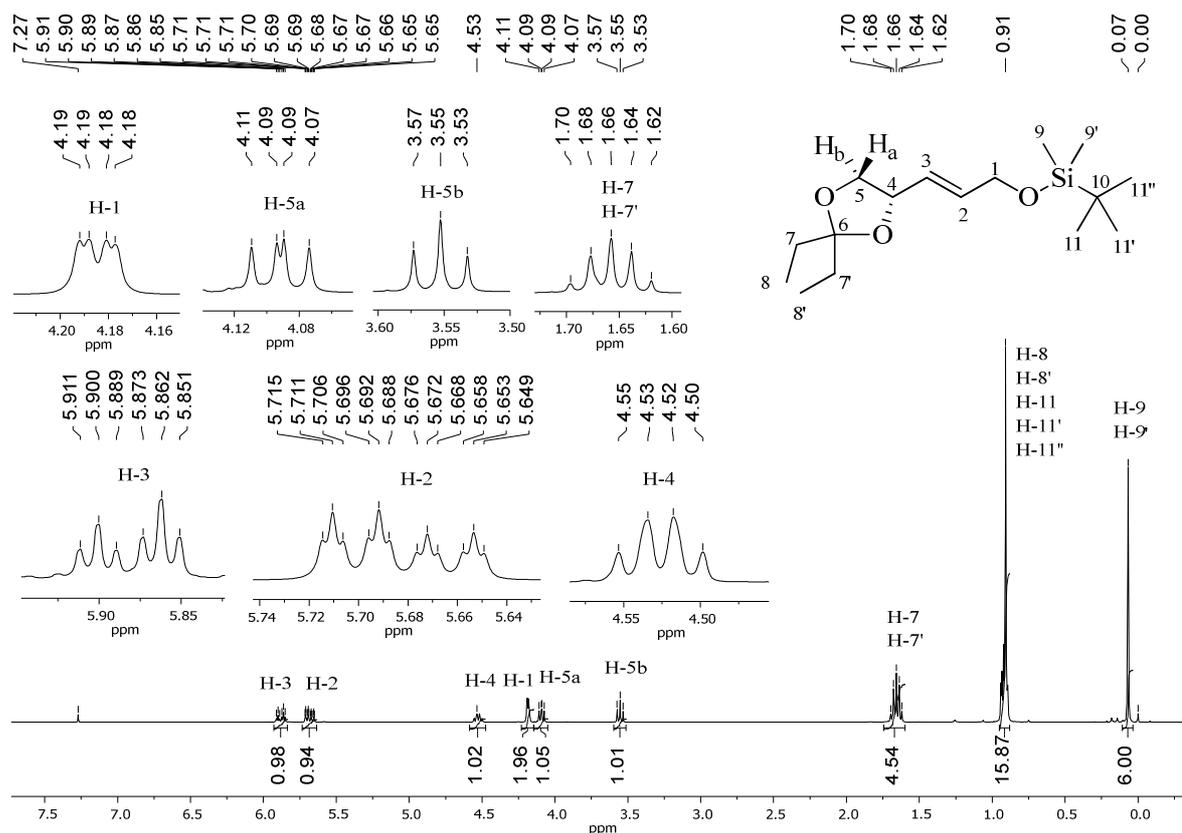 7.27 5.91 5.90 5.89 5.87 5.86 5.85 5.71 5.71 5.71 5.70 5.69 5.69 5.68 5.67 5.67 5.66 5.65 5.65 4.53 4.11 4.09 4.09 4.07 3.57 3.55 3.53 1.70 1.68 1.66 1.64 1.62 0.91 0.07 0.00
4.19 4.19 4.18 4.18
H-1
4.20 4.18 4.16
ppm
4.11 4.09 4.09 4.07
H-5a
4.12 4.08
ppm
3.57 3.55 3.53
H-5b
3.60 3.55 3.50
ppm
1.70 1.68 1.66 1.64 1.62
H-7
H-7'
1.70 1.65 1.60
ppm
9 9'
Hb Ha
3 1 Si
5 4 10 11''
O 2 O
6 O 11 11'
7
8 7'
8'
5.911 5.900 5.889 5.873 5.862 5.851
H-3
5.90 5.85
ppm
5.715 5.711 5.706 5.696 5.692 5.688 5.676 5.672 5.668 5.658 5.653 5.649
H-2
5.74 5.72 5.70 5.68 5.66 5.64
ppm
4.55 4.53 4.52 4.50
H-4
4.55 4.50
ppm
H-8
H-8'
H-11
H-11'
H-11''
H-9
H-9'
H-7
H-7'
H-3 H-2 H-4 H-1 H-5a H-5b
0.98 0.94 1.02 1.96 1.05 1.01 4.54 15.87 6.00
7.5 7.0 6.5 6.0 5.5 5.0 4.5 4.0 3.5 3.0 2.5 2.0 1.5 1.0 0.5 0.0
ppm